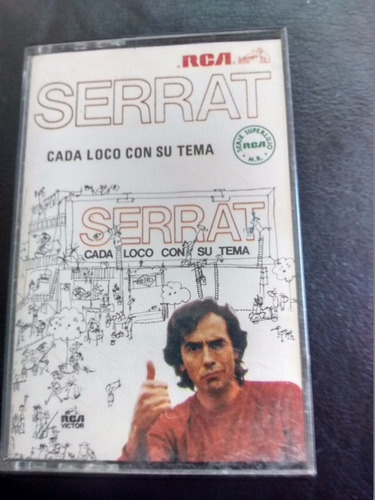 RCA
SERRAT
CADA LOCO CON SU TEMA
SERIE SUPERLUJO
RCA
M.R.
SERRAT
CADA LOCO CON SU TEMA
RCA
VICTOR